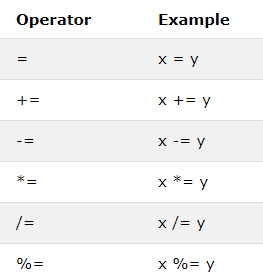 Operator Example
= x = y
+= x += y
-= x -= y
*= x *= y
/= x /= y
%= x %= y